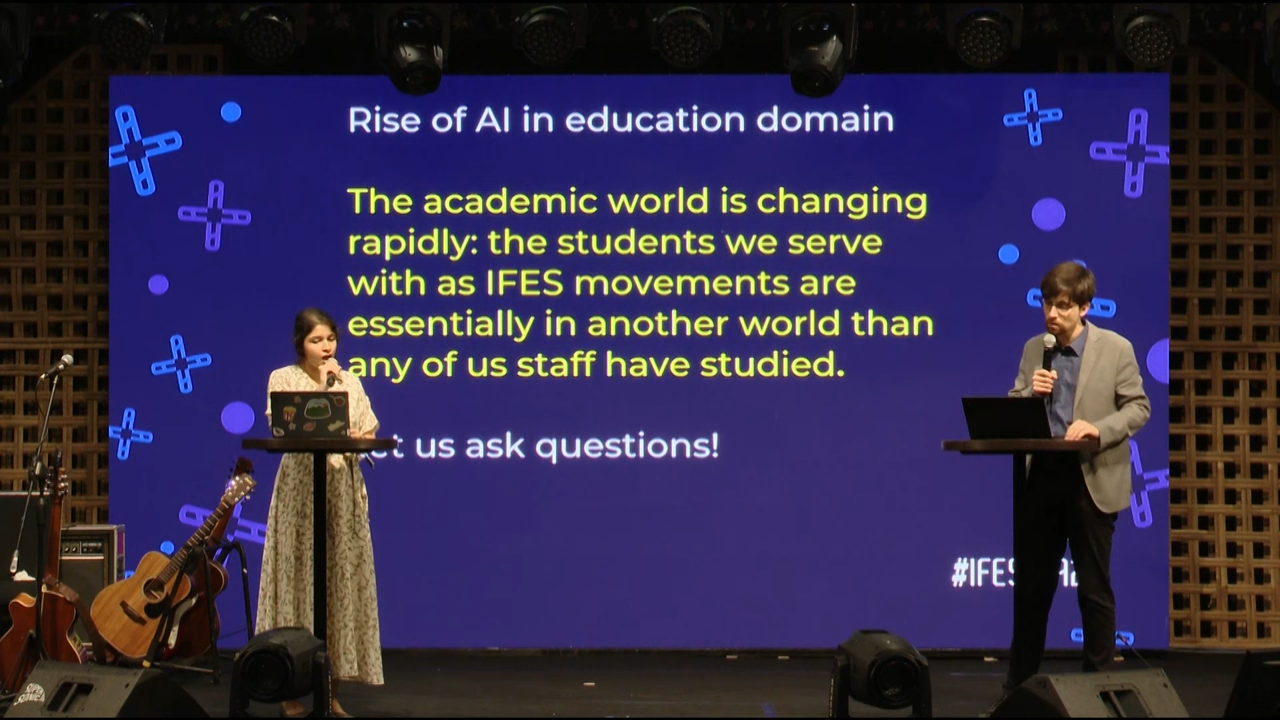 Rise of AI in education domain
The academic world is changing
rapidly: the students we serve
with as IFES movements are
essentially in another world than
any of us staff have studied.
us ask questions!